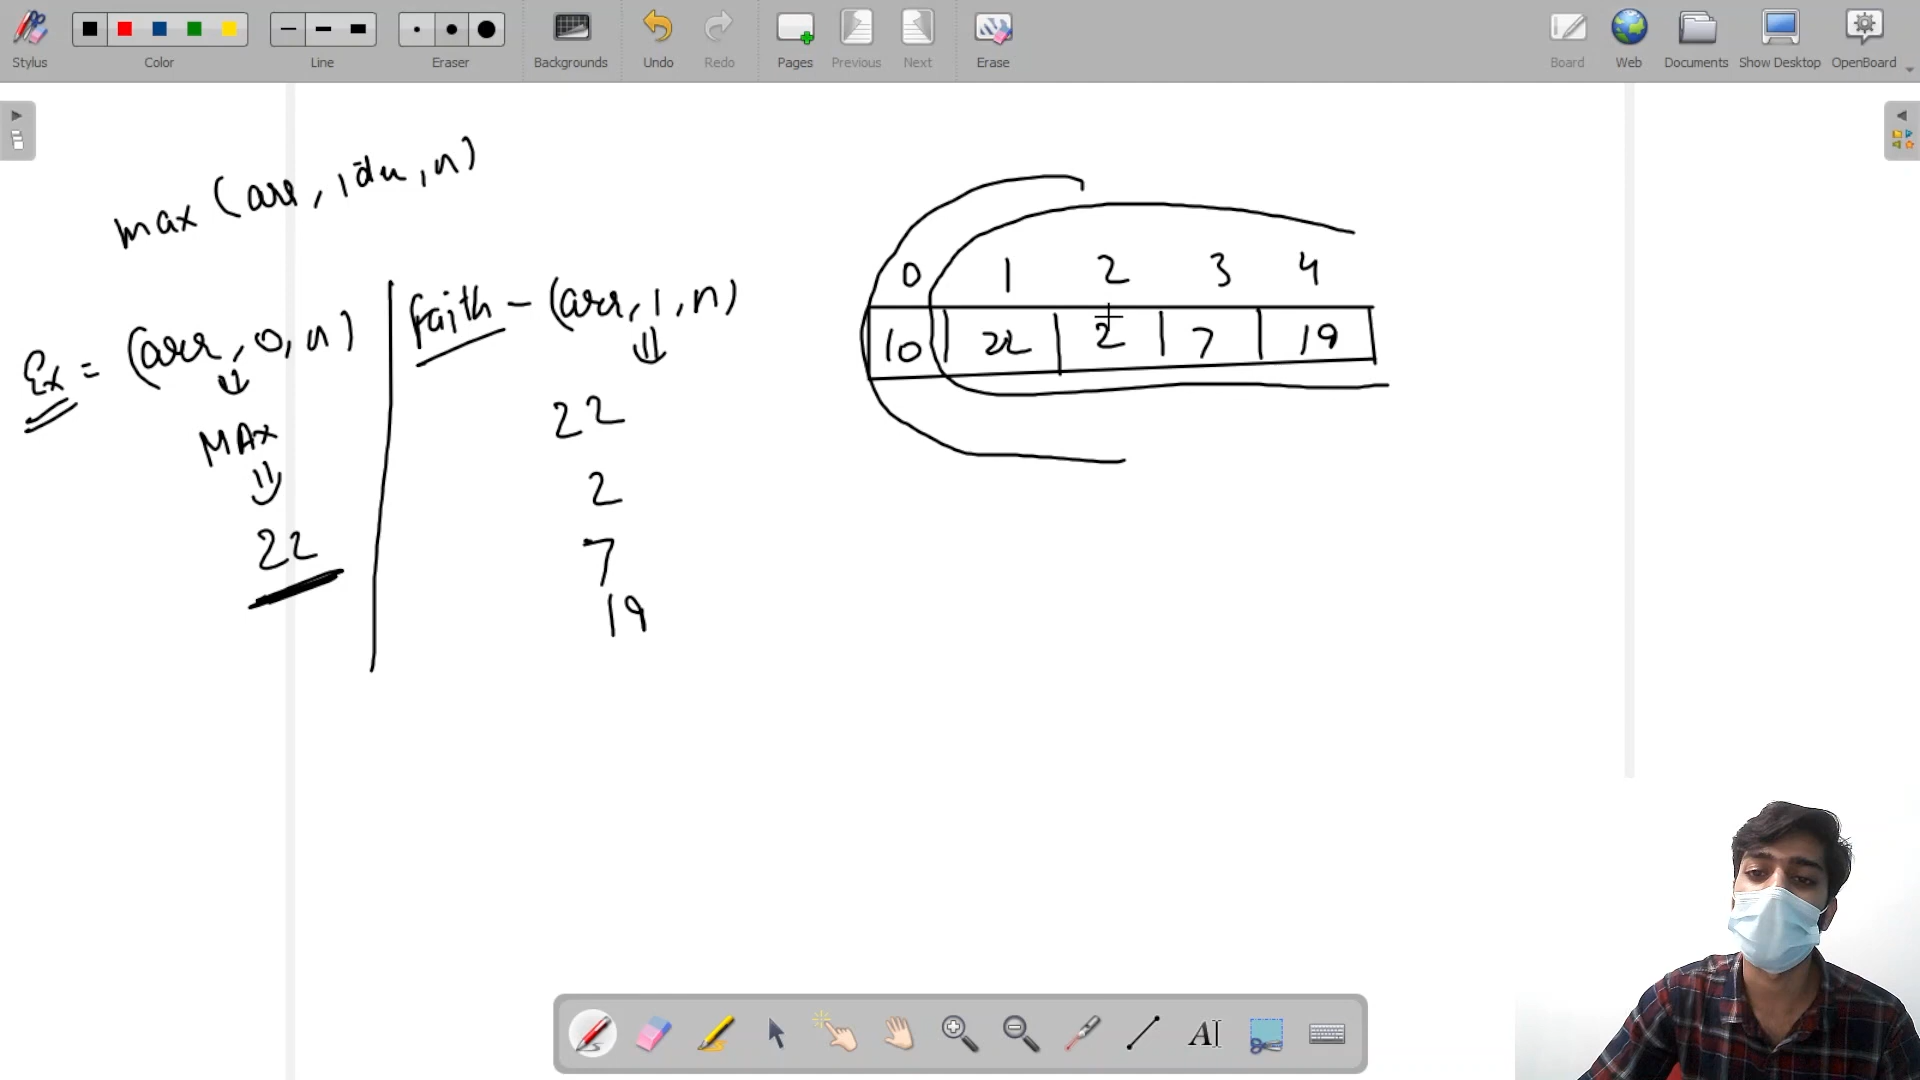 Stylus Color Line Eraser Backgrounds Undo Redo Pages Previous Next Erase Board Web Documents Show Desktop OpenBoard
max (arr, idx, n)
Ex = (arr, 0, n)
MAX
22
Faith - (arr, 1, n)
22
2
7
19
0 1 2 3 4
10 22 2 7 19
AI